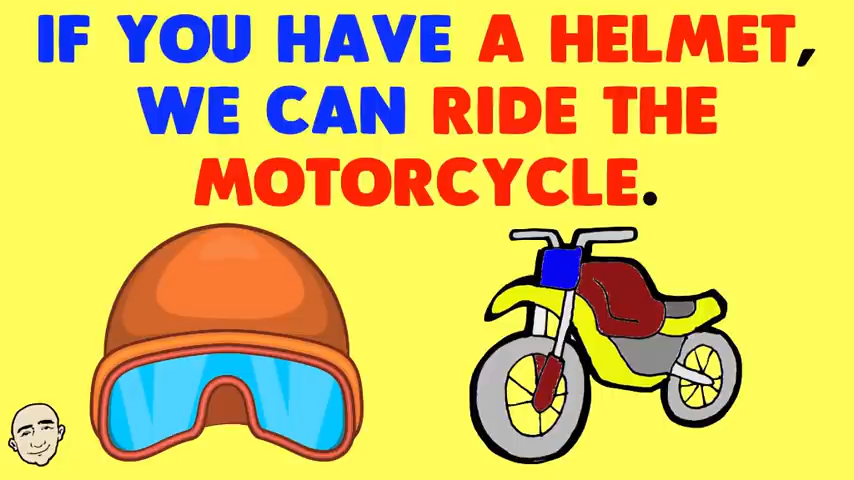 IF YOU HAVE A HELMET,
WE CAN RIDE THE
MOTORCYCLE.